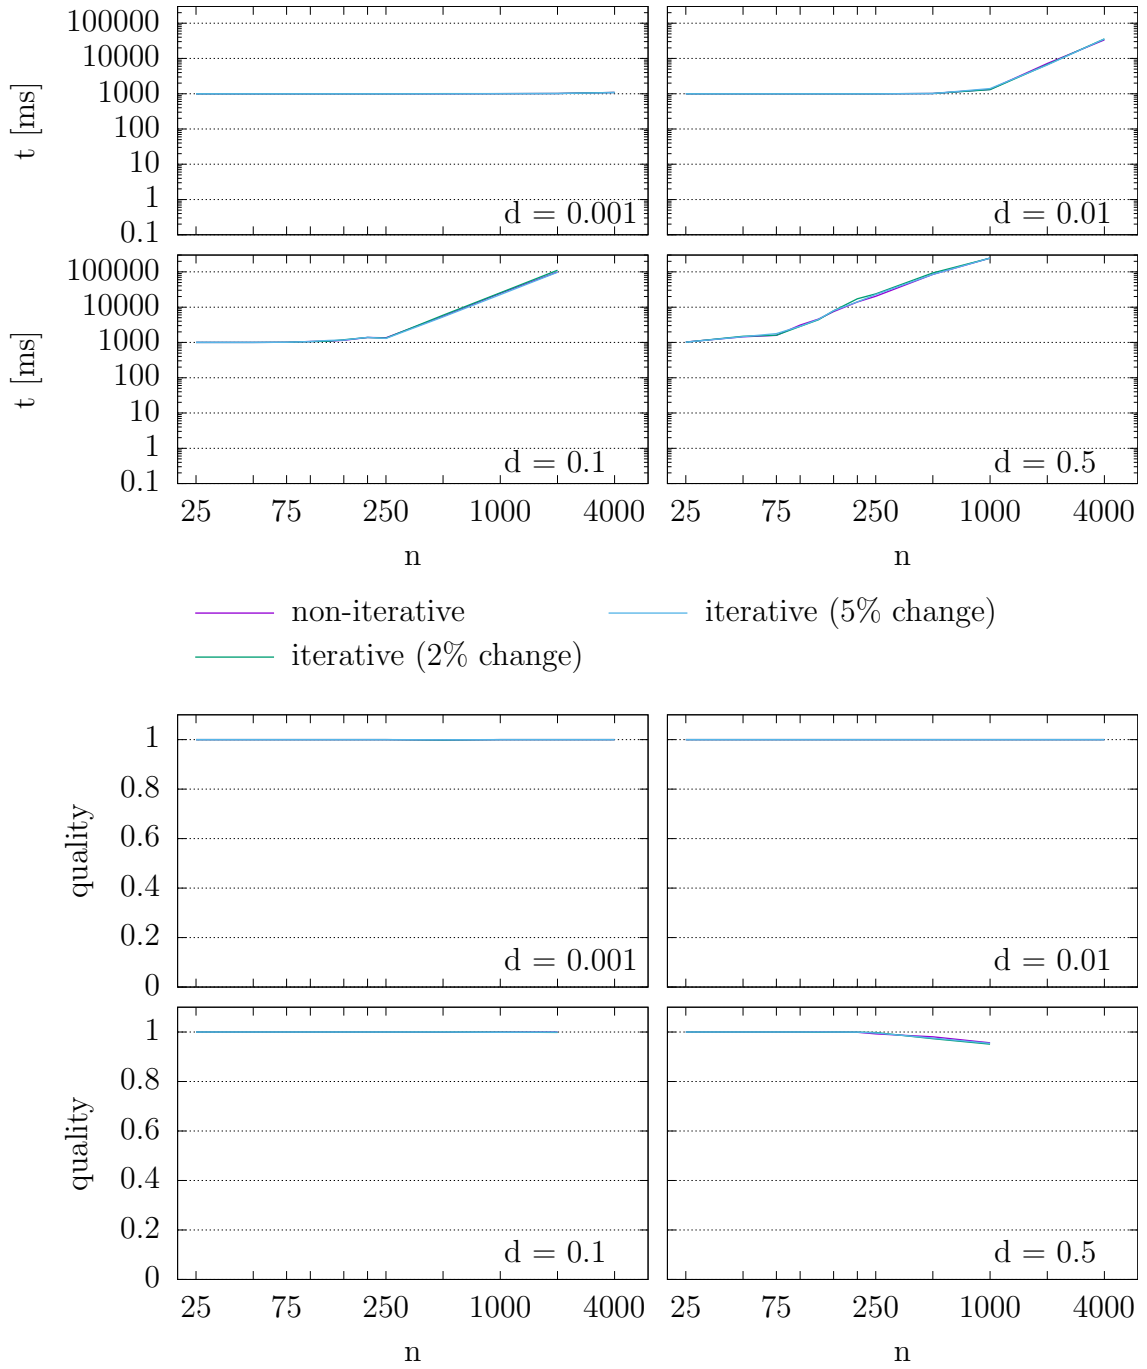 100000
10000
1000
100
10
1
0.1
t [ms]
d = 0.001
d = 0.01
100000
10000
1000
100
10
1
0.1
t [ms]
d = 0.1
d = 0.5
25 75 250 1000 4000
25 75 250 1000 4000
n
n
non-iterative
iterative (5% change)
iterative (2% change)
1
0.8
0.6
0.4
0.2
0
quality
d = 0.001
d = 0.01
1
0.8
0.6
0.4
0.2
0
quality
d = 0.1
d = 0.5
25 75 250 1000 4000
25 75 250 1000 4000
n
n